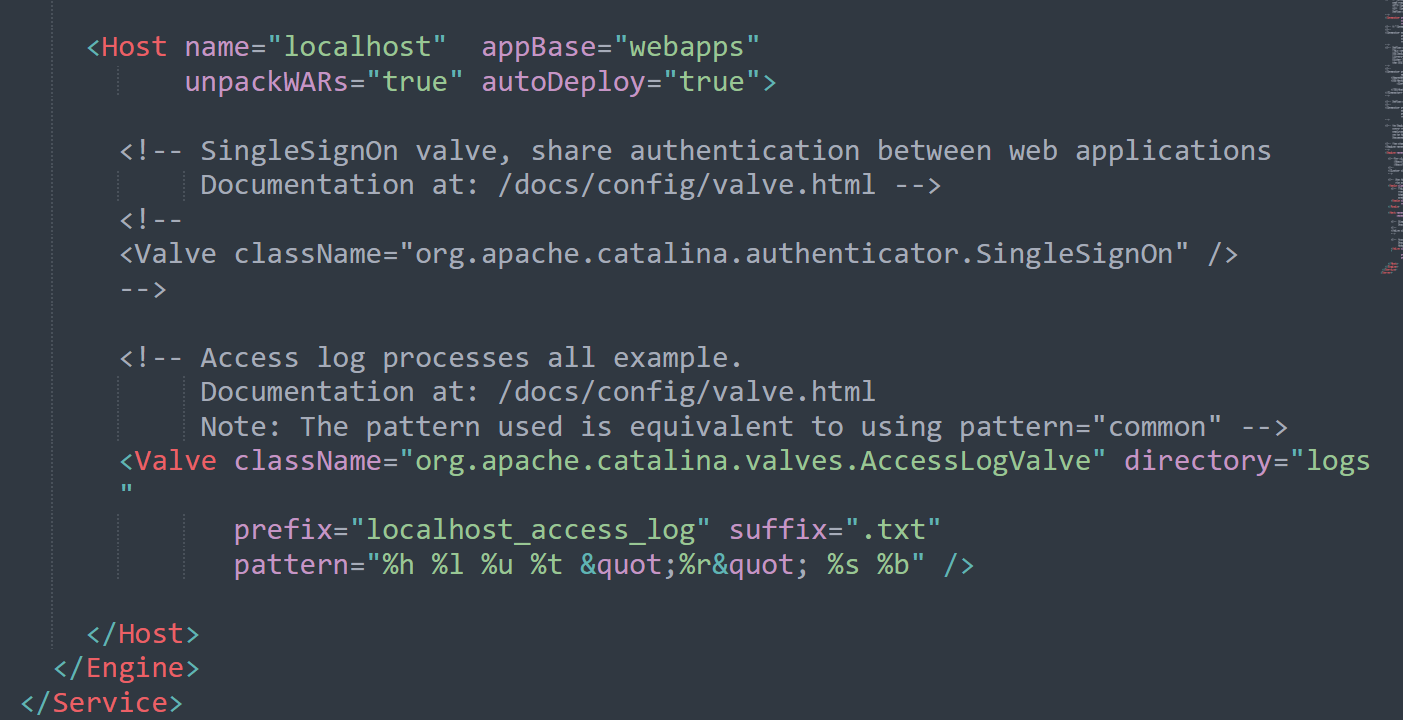 <Host name="localhost"  appBase="webapps"
unpackWARs="true" autoDeploy="true">
<!-- SingleSignOn valve, share authentication between web applications
Documentation at: /docs/config/valve.html -->
<!--
<Valve className="org.apache.catalina.authenticator.SingleSignOn" />
-->
<!-- Access log processes all example.
Documentation at: /docs/config/valve.html
Note: The pattern used is equivalent to using pattern="common" -->
<Valve className="org.apache.catalina.valves.AccessLogValve" directory="logs
"
prefix="localhost_access_log" suffix=".txt"
pattern="%h %l %u %t &quot;%r&quot; %s %b" />
</Host>
</Engine>
</Service>